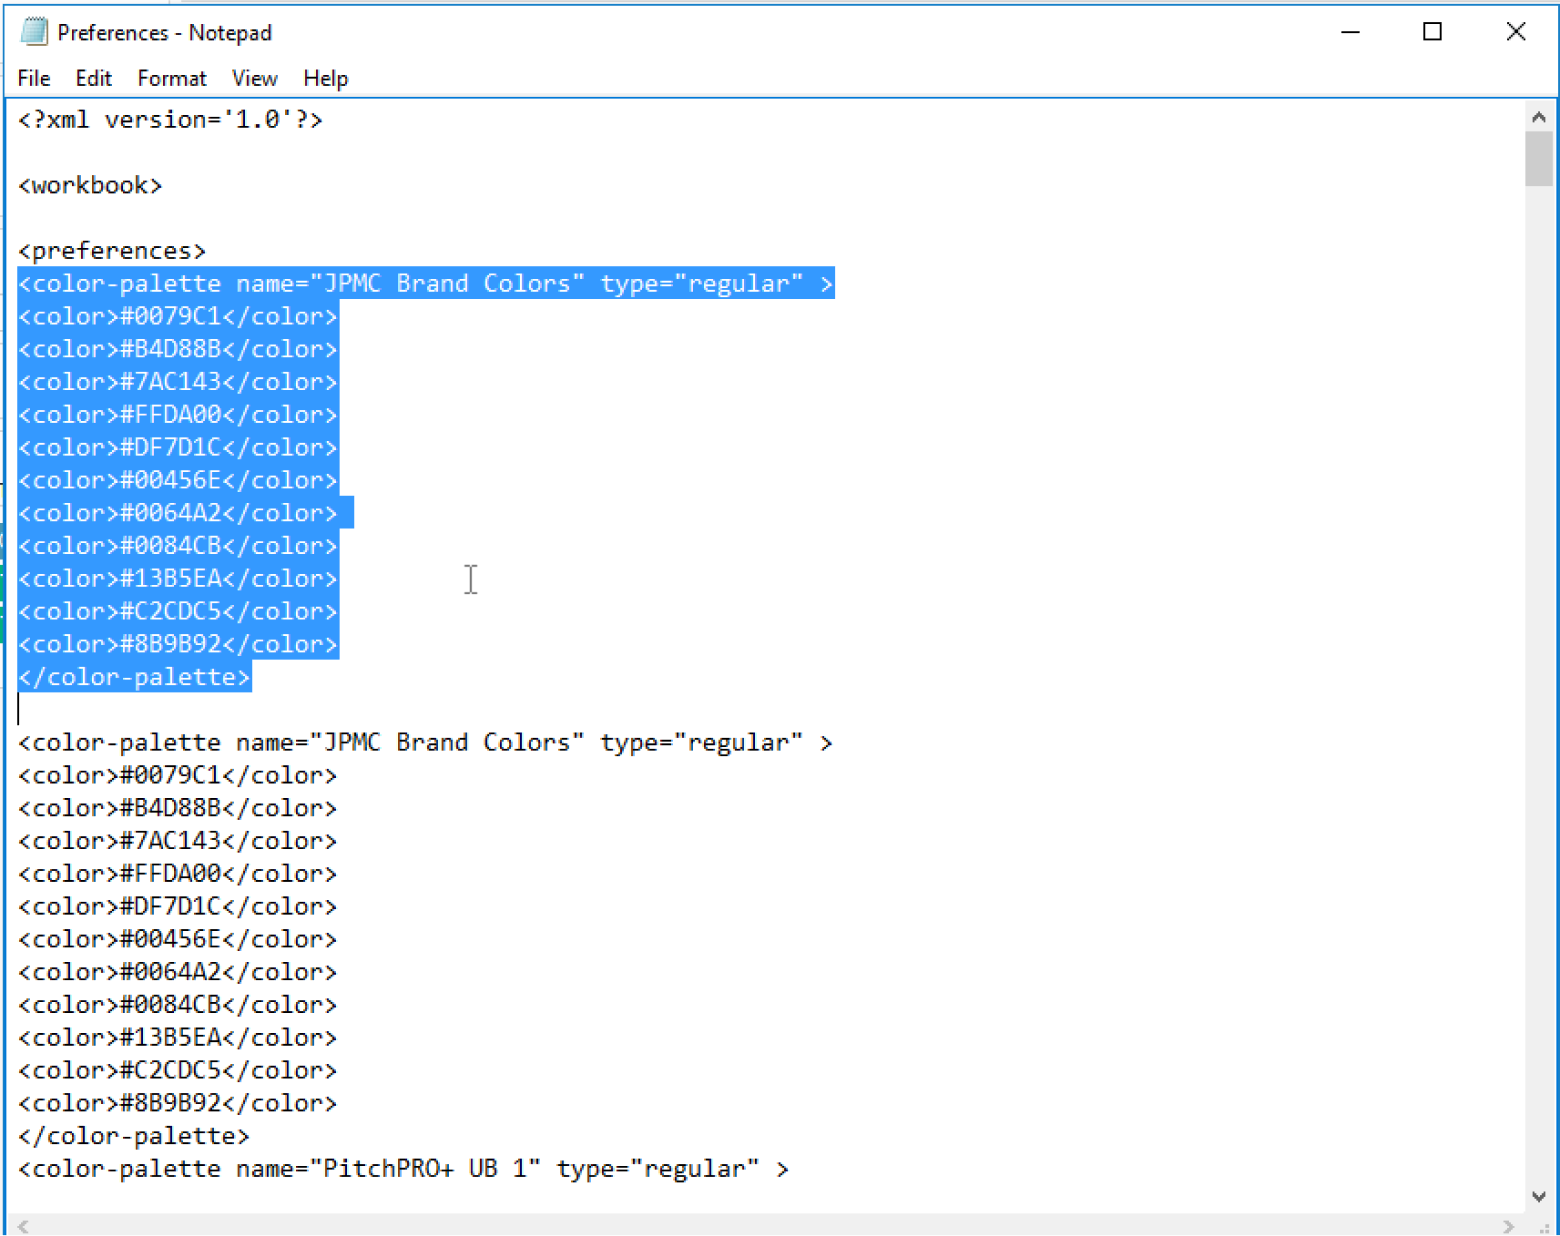 Preferences - Notepad
File Edit Format View Help
<?xml version='1.0'?>
<workbook>
<preferences>
<color-palette name="JPMC Brand Colors" type="regular" >
<color>#0079C1</color>
<color>#B4D88B</color>
<color>#7AC143</color>
<color>#FFDA00</color>
<color>#DF7D1C</color>
<color>#00456E</color>
<color>#0064A2</color>
<color>#0084CB</color>
<color>#13B5EA</color>
<color>#C2CDC5</color>
<color>#8B9B92</color>
</color-palette>
<color-palette name="JPMC Brand Colors" type="regular" >
<color>#0079C1</color>
<color>#B4D88B</color>
<color>#7AC143</color>
<color>#FFDA00</color>
<color>#DF7D1C</color>
<color>#00456E</color>
<color>#0064A2</color>
<color>#0084CB</color>
<color>#13B5EA</color>
<color>#C2CDC5</color>
<color>#8B9B92</color>
</color-palette>
<color-palette name="PitchPRO+ UB 1" type="regular" >